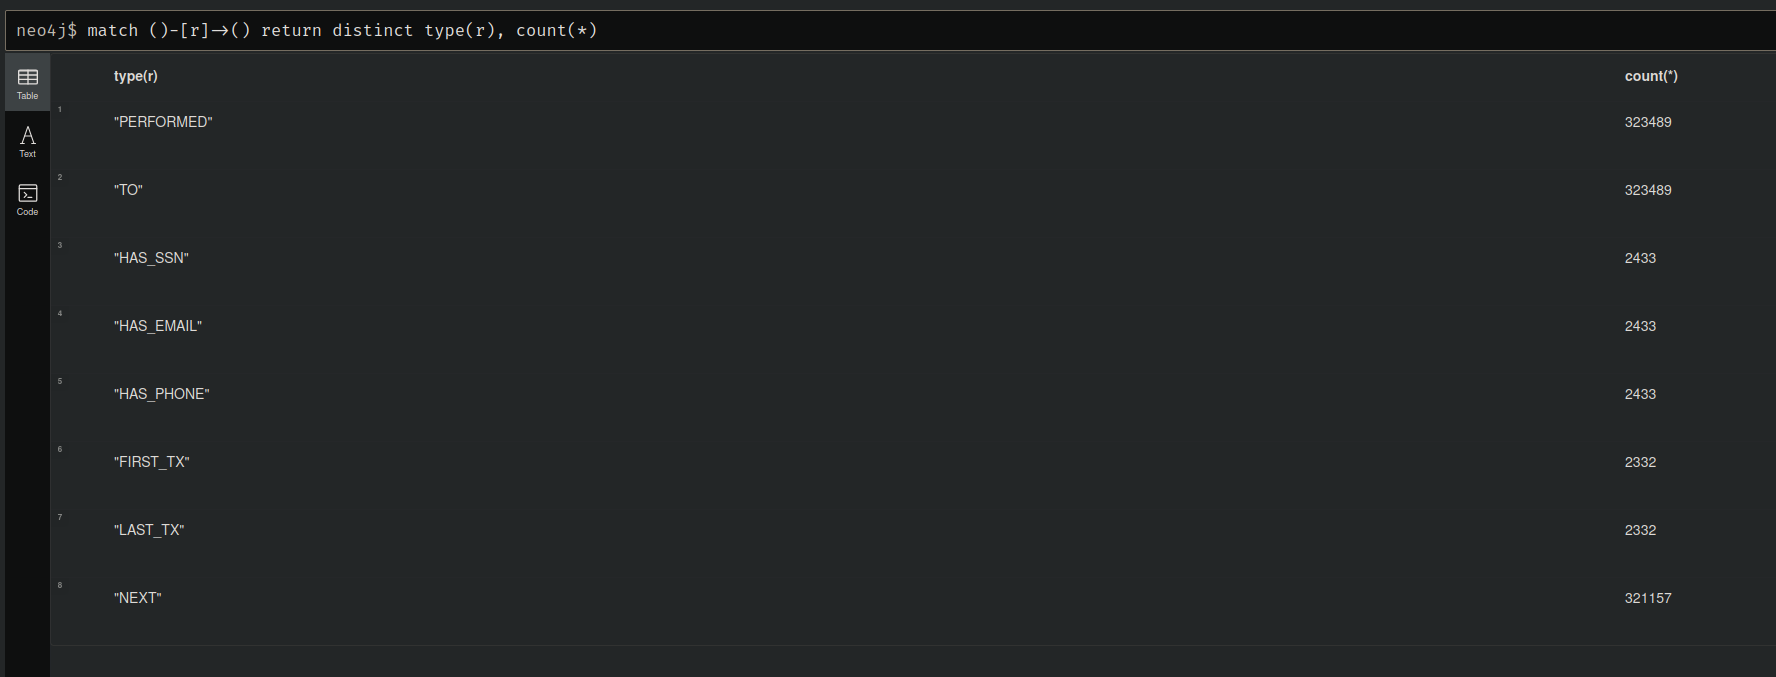 neo4j$ match ()-[r]→() return distinct type(r), count(*)
Table
Text
Code
type(r) count(*)
1 "PERFORMED" 323489
2 "TO" 323489
3 "HAS_SSN" 2433
4 "HAS_EMAIL" 2433
5 "HAS_PHONE" 2433
6 "FIRST_TX" 2332
7 "LAST_TX" 2332
8 "NEXT" 321157